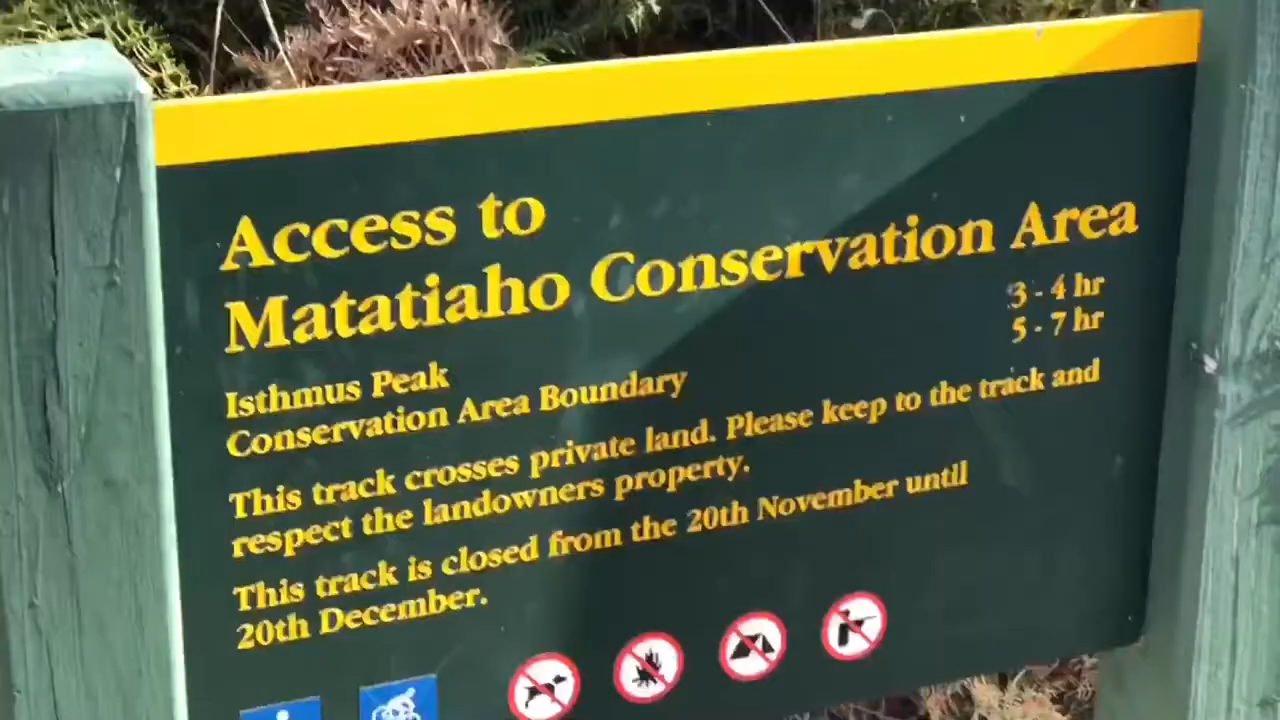 Access to
Matatiaho Conservation Area
Isthmus Peak 3 - 4 hr
Conservation Area Boundary 5 - 7 hr
This track crosses private land. Please keep to the track and
respect the landowners property.
This track is closed from the 20th November until
20th December.